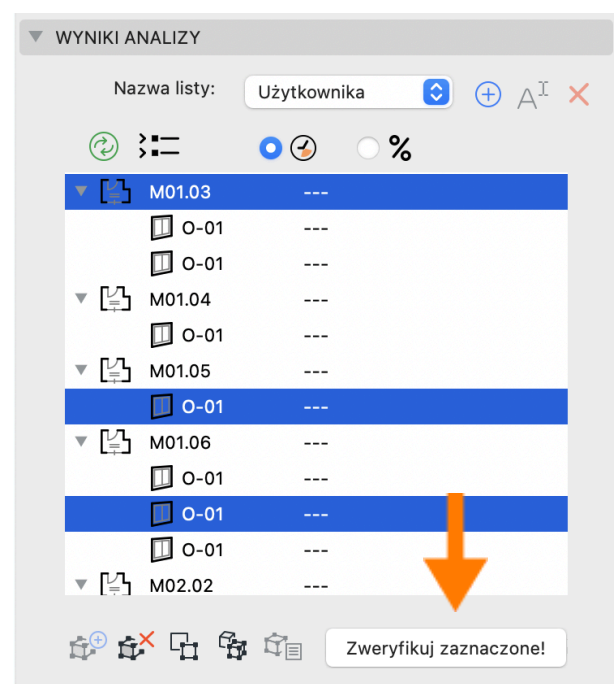 WYNIKI ANALIZY
Nazwa listy: Użytkownika
%
M01.03 ---
O-01 ---
O-01 ---
M01.04 ---
O-01 ---
M01.05 ---
O-01 ---
M01.06 ---
O-01 ---
O-01 ---
O-01 ---
M02.02 ---
Zweryfikuj zaznaczone!